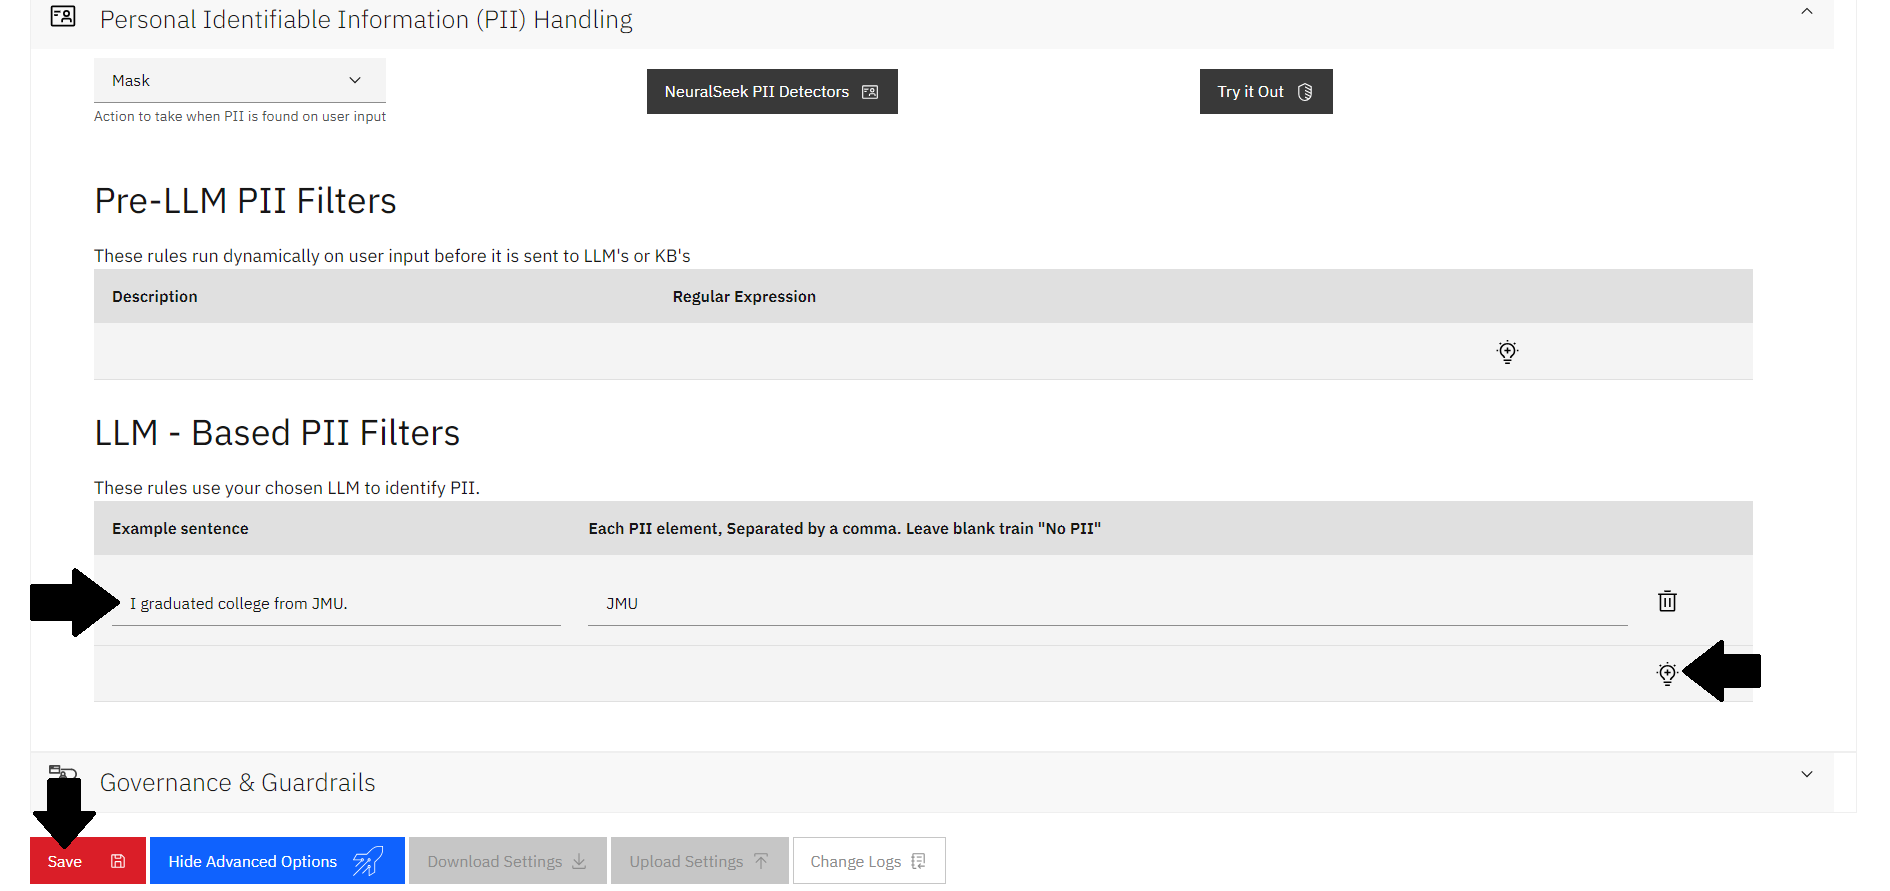 Personal Identifiable Information (PII) Handling
Mask
NeuralSeek PII Detectors
Try it Out
Action to take when PII is found on user input
Pre-LLM PII Filters
These rules run dynamically on user input before it is sent to LLM's or KB's
Description Regular Expression
LLM - Based PII Filters
These rules use your chosen LLM to identify PII.
Example sentence Each PII element, Separated by a comma. Leave blank train "No PII"
I graduated college from JMU. JMU
Governance & Guardrails
Save Hide Advanced Options Download Settings Upload Settings Change Logs